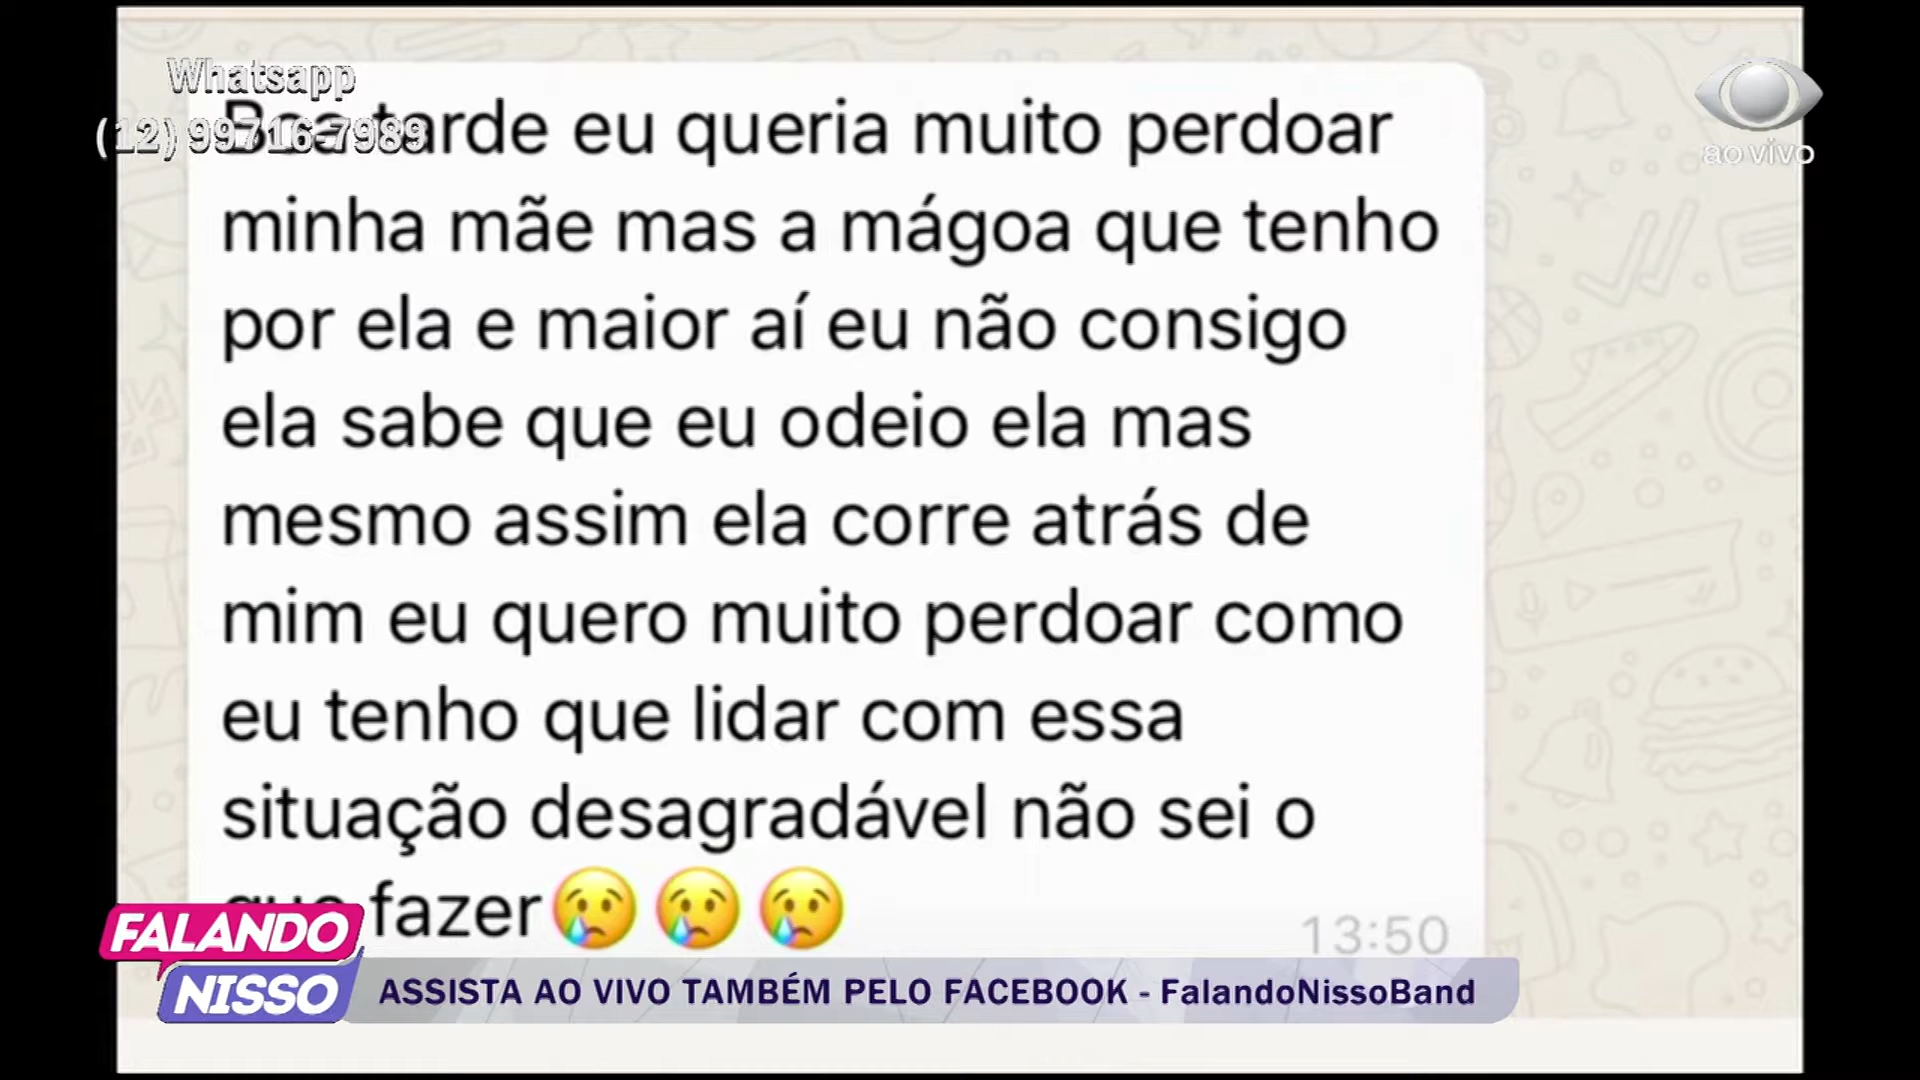 Whatsapp
(12) 99716-7989
ao vivo
Boa tarde eu queria muito perdoar
minha mãe mas a mágoa que tenho
por ela e maior aí eu não consigo
ela sabe que eu odeio ela mas
mesmo assim ela corre atrás de
mim eu quero muito perdoar como
eu tenho que lidar com essa
situação desagradável não sei o
que fazer😢😢😢
13:50
FALANDO
NISSO
ASSISTA AO VIVO TAMBÉM PELO FACEBOOK - FalandoNissoBand